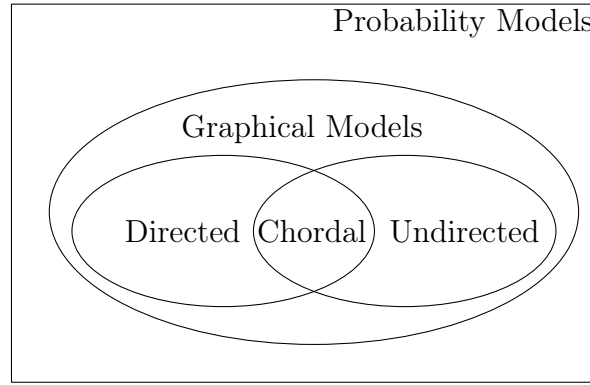 Probability Models
Graphical Models
Directed Chordal Undirected